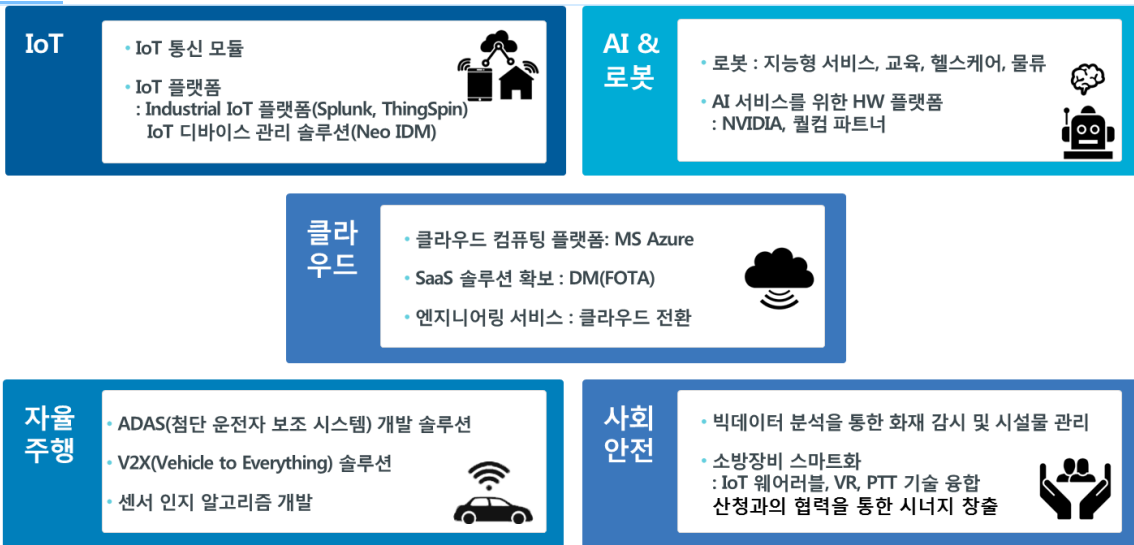 IoT
• IoT 통신 모듈
• IoT 플랫폼
: Industrial IoT 플랫폼(Splunk, ThingSpin)
IoT 디바이스 관리 솔루션(Neo IDM)
AI &
로봇
• 로봇 : 지능형 서비스, 교육, 헬스케어, 물류
• AI 서비스를 위한 HW 플랫폼
: NVIDIA, 퀄컴 파트너
클라
우드
• 클라우드 컴퓨팅 플랫폼: MS Azure
• SaaS 솔루션 확보 : DM(FOTA)
• 엔지니어링 서비스 : 클라우드 전환
자율
주행
• ADAS(첨단 운전자 보조 시스템) 개발 솔루션
• V2X(Vehicle to Everything) 솔루션
• 센서 인지 알고리즘 개발
사회
안전
• 빅데이터 분석을 통한 화재 감시 및 시설물 관리
• 소방장비 스마트화
: IoT 웨어러블, VR, PTT 기술 융합
산청과의 협력을 통한 시너지 창출